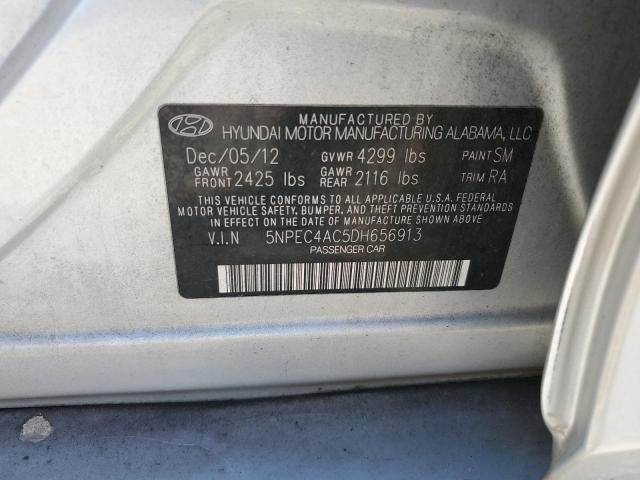 MANUFACTURED BY
HYUNDAI MOTOR MANUFACTURING ALABAMA, LLC
Dec/05/12 GVWR 4299 lbs PAINT SM
GAWR FRONT 2425 lbs GAWR REAR 2116 lbs TRIM RA
THIS VEHICLE CONFORMS TO ALL APPLICABLE U.S.A. FEDERAL
MOTOR VEHICLE SAFETY, BUMPER, AND THEFT PREVENTION STANDARDS
IN EFFECT ON THE DATE OF MANUFACTURE SHOWN ABOVE.
V.I.N 5NPEC4AC5DH656913
PASSENGER CAR